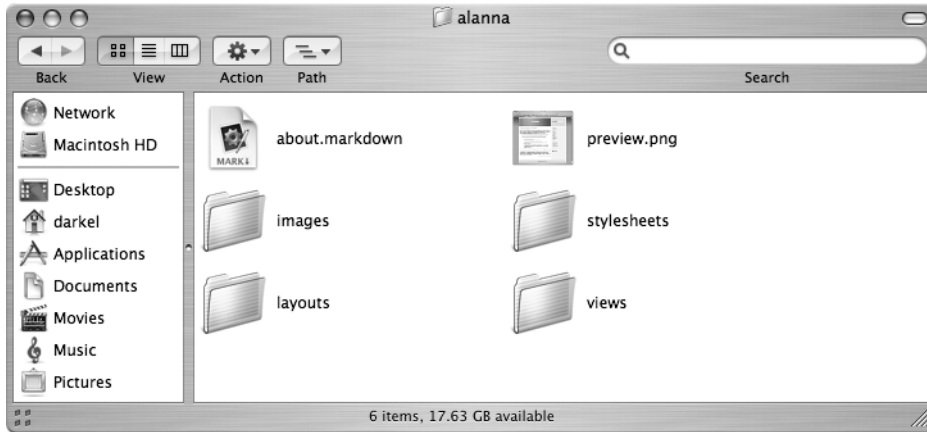 alanna
Back View Action Path Search
Network
Macintosh HD
Desktop
darkel
Applications
Documents
Movies
Music
Pictures
MARK↓
about.markdown
preview.png
images
stylesheets
layouts
views
6 items, 17.63 GB available